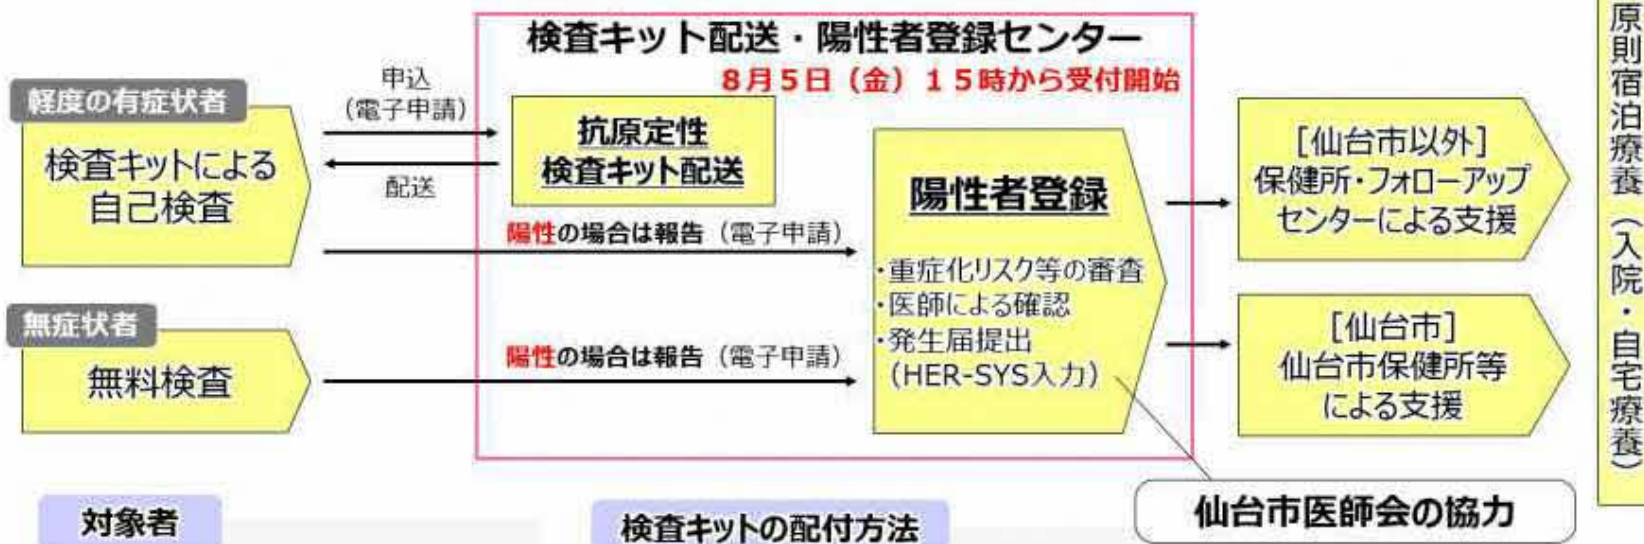 検査キット配送・陽性者登録センター
8月5日（金）15時から受付開始
軽度の有症状者
検査キットによる
自己検査
申込
（電子申請）
配送
抗原定性
検査キット配送
陽性の場合は報告（電子申請）
無症状者
無料検査
陽性の場合は報告（電子申請）
陽性者登録
・重症化リスク等の審査
・医師による確認
・発生届提出
（HER-SYS入力）
[仙台市以外]
保健所・フォローアップ
センターによる支援
[仙台市]
仙台市保健所等
による支援
原則宿泊療養（入院・自宅療養）
仙台市医師会の協力
対象者
検査キットの配付方法